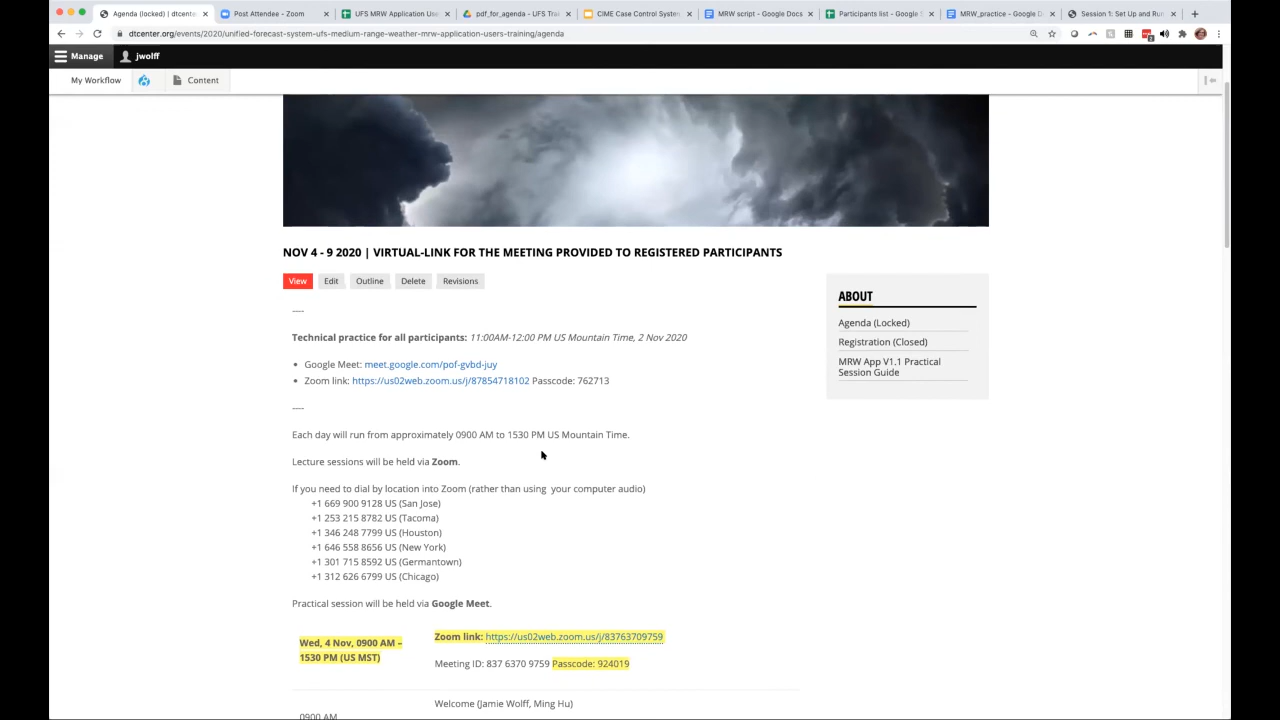 Agenda (locked) | dtcente
Post Attendee - Zoom
UFS MRW Application Use
pdf_for_agenda - UFS Trai
CIME Case Control System
MRW script - Google Docs
Participants list - Google S
MRW_practice - Google D
Session 1: Set Up and Run
dtcenter.org/events/2020/unified-forecast-system-ufs-medium-range-weather-mrw-application-users-training/agenda
Manage
jwolff
My Workflow
Content
NOV 4 - 9 2020 | VIRTUAL-LINK FOR THE MEETING PROVIDED TO REGISTERED PARTICIPANTS
View
Edit
Outline
Delete
Revisions
ABOUT
Agenda (Locked)
Registration (Closed)
MRW App V1.1 Practical
Session Guide
----
Technical practice for all participants: 11:00AM-12:00 PM US Mountain Time, 2 Nov 2020
• Google Meet: meet.google.com/pof-gvbd-juy
• Zoom link: https://us02web.zoom.us/j/87854718102 Passcode: 762713
----
Each day will run from approximately 0900 AM to 1530 PM US Mountain Time.
Lecture sessions will be held via Zoom.
If you need to dial by location into Zoom (rather than using your computer audio)
+1 669 900 9128 US (San Jose)
+1 253 215 8782 US (Tacoma)
+1 346 248 7799 US (Houston)
+1 646 558 8656 US (New York)
+1 301 715 8592 US (Germantown)
+1 312 626 6799 US (Chicago)
Practical session will be held via Google Meet.
Wed, 4 Nov, 0900 AM –
1530 PM (US MST)
Zoom link: https://us02web.zoom.us/j/83763709759
Meeting ID: 837 6370 9759 Passcode: 924019
Welcome (Jamie Wolff, Ming Hu)
0900 AM